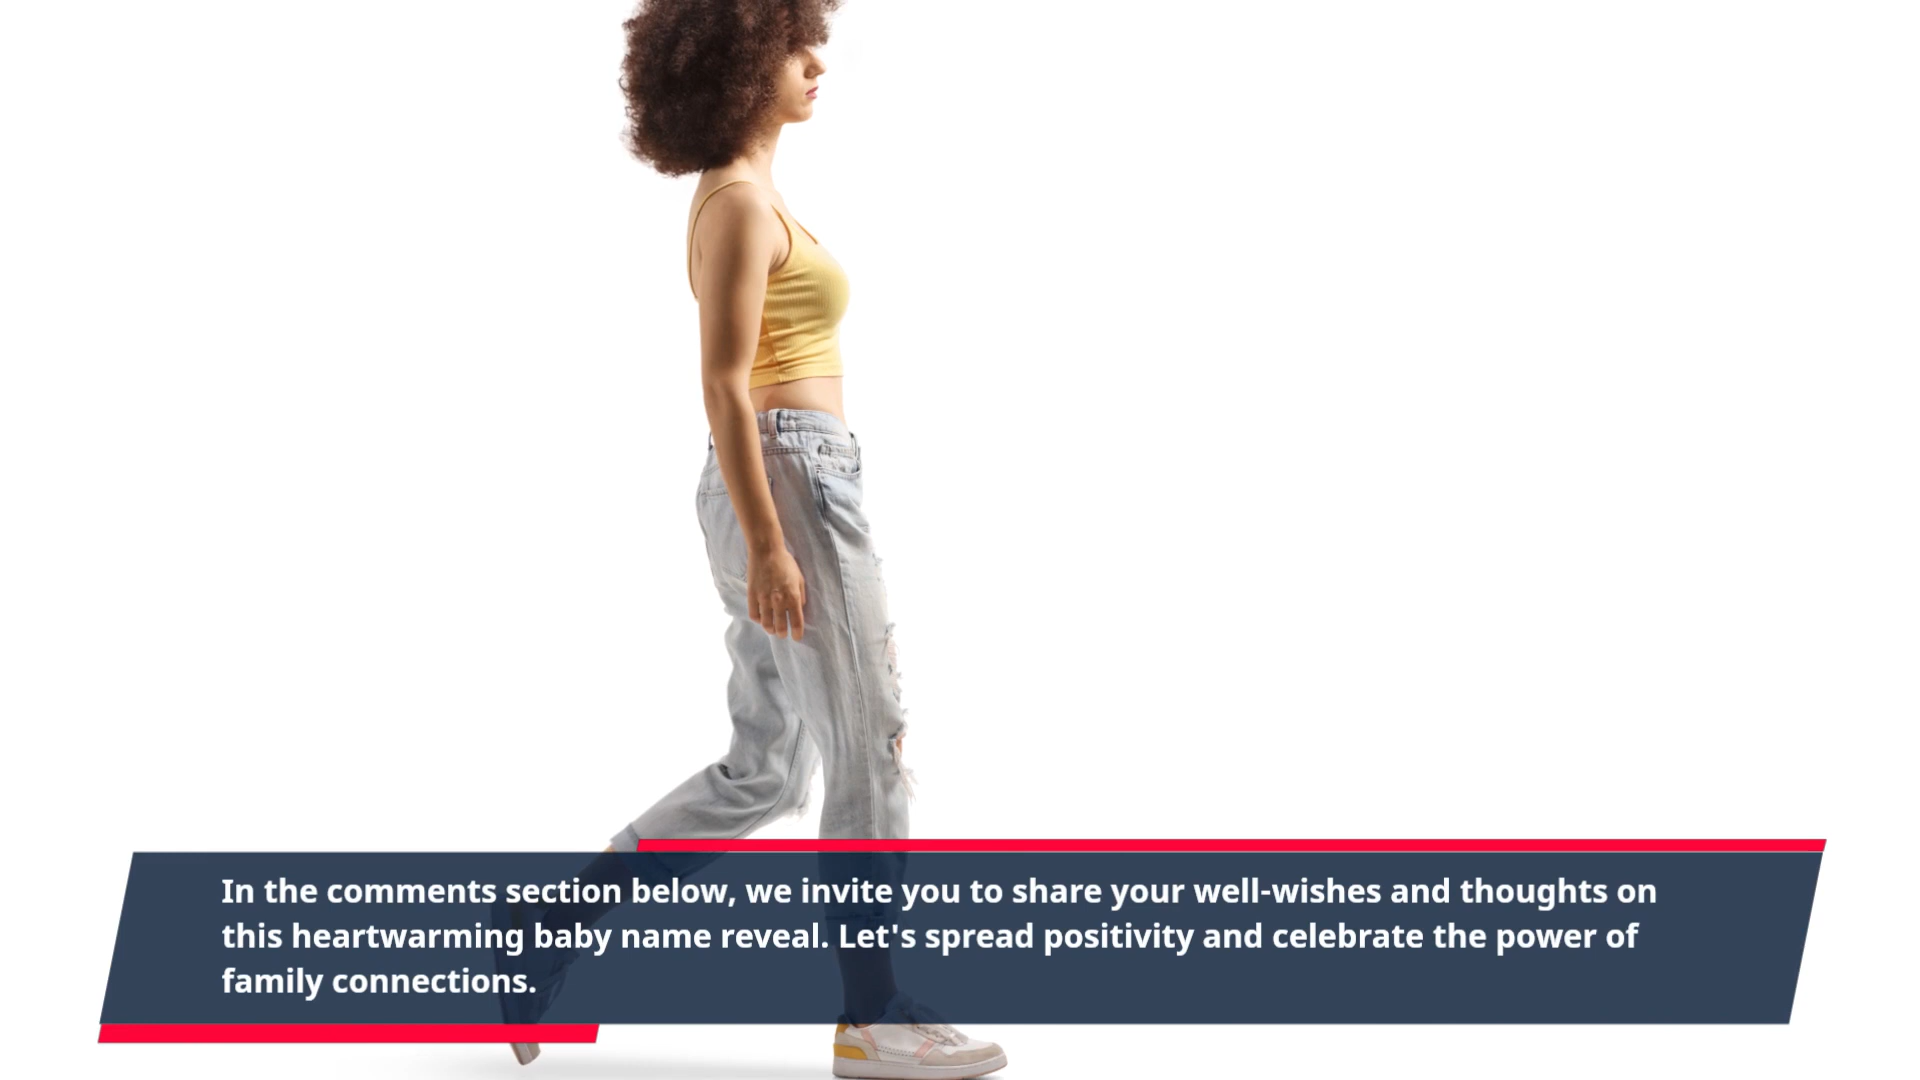 In the comments section below, we invite you to share your well-wishes and thoughts on
this heartwarming baby name reveal. Let's spread positivity and celebrate the power of
family connections.